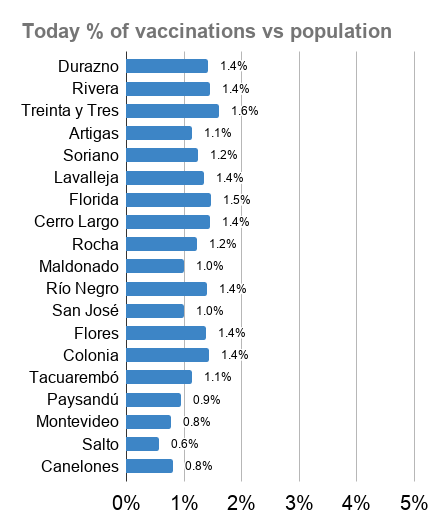 Today % of vaccinations vs population
Durazno 1.4%
Rivera 1.4%
Treinta y Tres 1.6%
Artigas 1.1%
Soriano 1.2%
Lavalleja 1.4%
Florida 1.5%
Cerro Largo 1.4%
Rocha 1.2%
Maldonado 1.0%
Río Negro 1.4%
San José 1.0%
Flores 1.4%
Colonia 1.4%
Tacuarembó 1.1%
Paysandú 0.9%
Montevideo 0.8%
Salto 0.6%
Canelones 0.8%
0% 1% 2% 3% 4% 5%